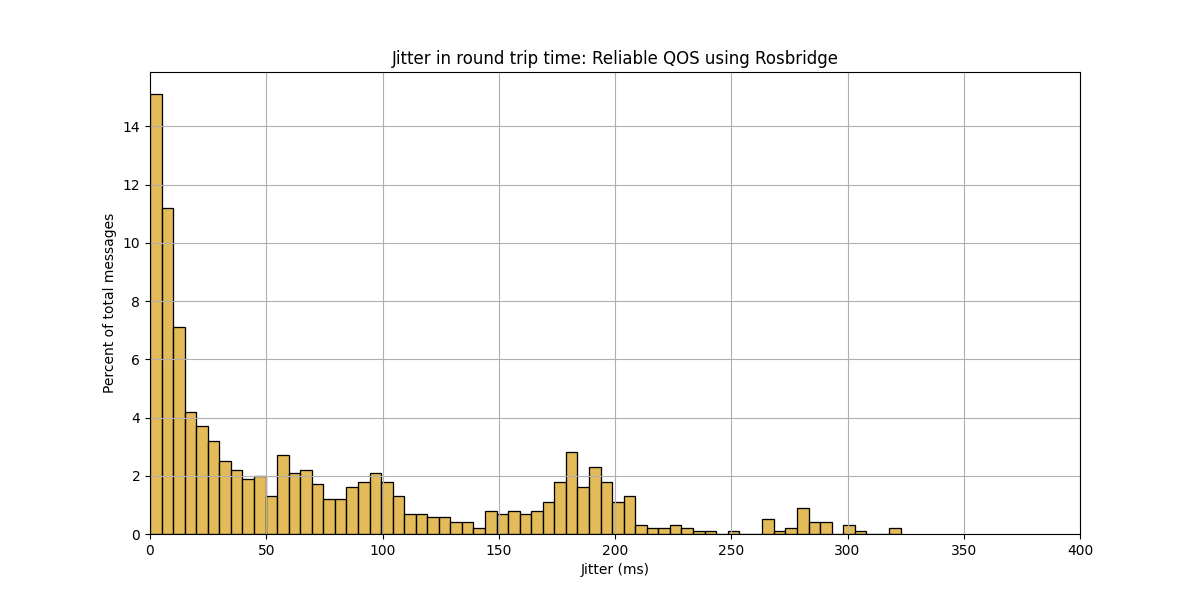 Jitter in round trip time: Reliable QOS using Rosbridge
Percent of total messages
14
12
10
8
6
4
2
0
0 50 100 150 200 250 300 350 400
Jitter (ms)